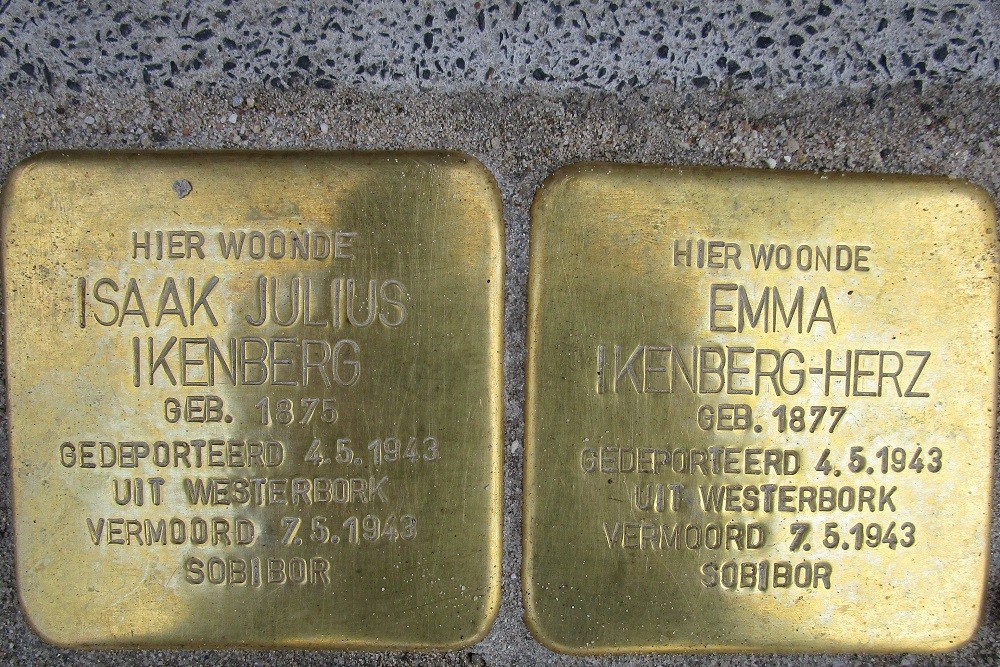 HIER WOONDE
ISAAK JULIUS
IKENBERG
GEB. 1875
GEDEPORTEERD 4.5.1943
UIT WESTERBORK
VERMOORD 7.5.1943
SOBIBOR
HIER WOONDE
EMMA
IKENBERG-HERZ
GEB. 1877
GEDEPORTEERD 4.5.1943
UIT WESTERBORK
VERMOORD 7.5.1943
SOBIBOR